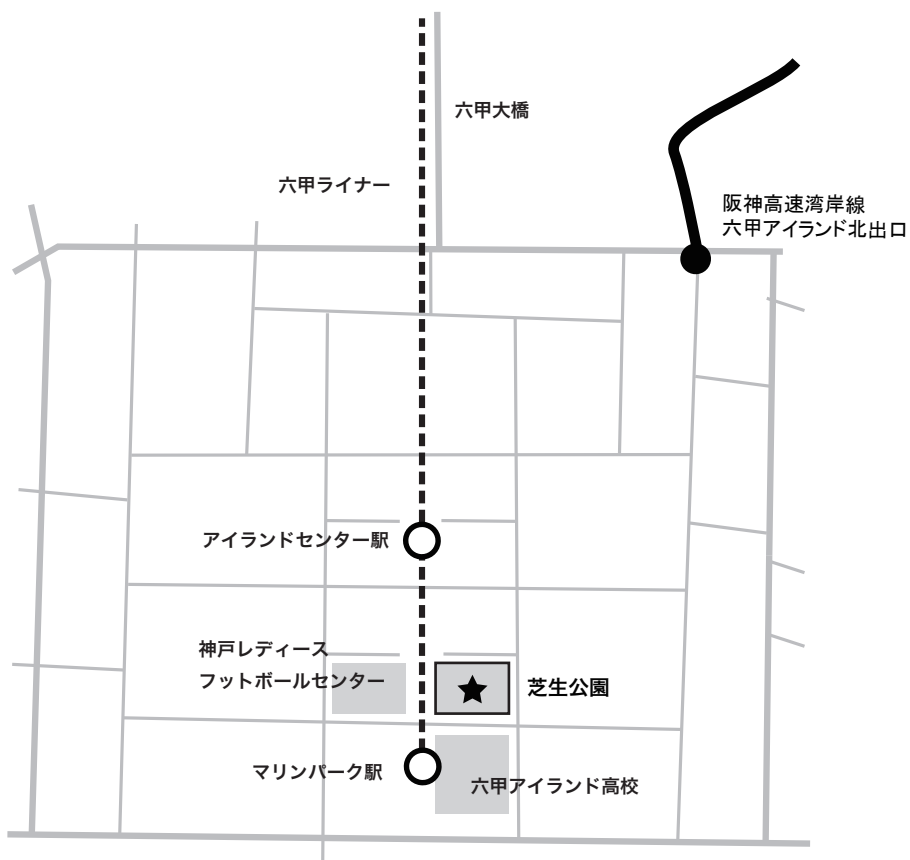 六甲大橋
六甲ライナー
阪神高速湾岸線
六甲アイランド北出口
アイランドセンター駅
神戸レディース
フットボールセンター
芝生公園
マリンパーク駅
六甲アイランド高校